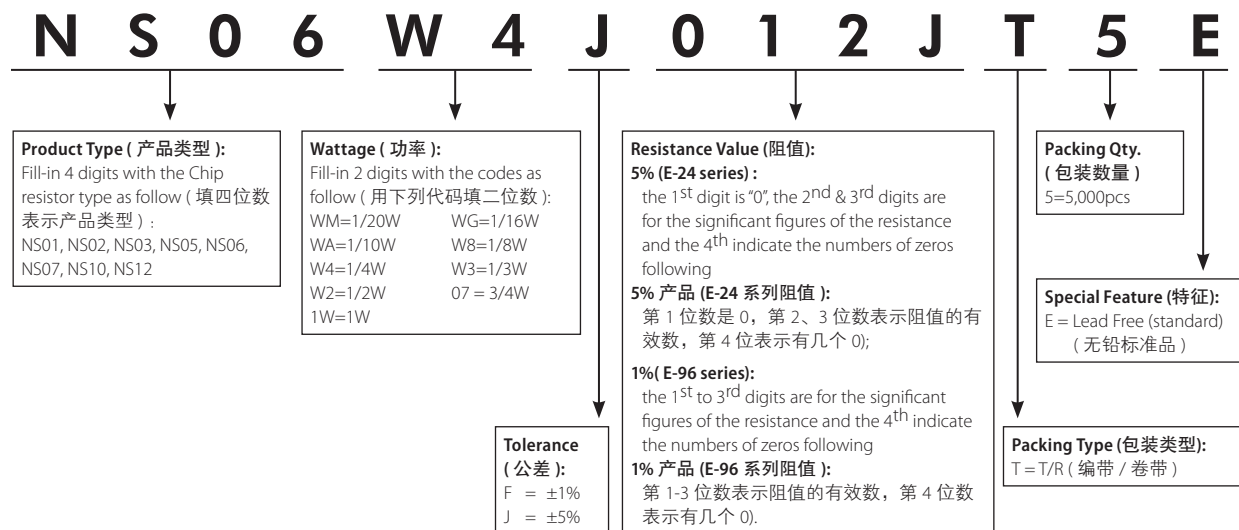 N S 0 6 W 4 J 0 1 2 J T 5 E
Product Type ( 产品类型 ):
Fill-in 4 digits with the Chip
resistor type as follow ( 填四位数
表示产品类型 ) :
NS01, NS02, NS03, NS05, NS06,
NS07, NS10, NS12
Wattage ( 功率 ):
Fill-in 2 digits with the codes as
follow ( 用下列代码填二位数 ):
WM=1/20W WG=1/16W
WA=1/10W W8=1/8W
W4=1/4W W3=1/3W
W2=1/2W 07 = 3/4W
1W=1W
Tolerance
( 公差 ):
F = ±1%
J = ±5%
Resistance Value (阻值):
5% (E-24 series) :
the 1st digit is “0”, the 2nd & 3rd digits are
for the significant figures of the resistance
and the 4th indicate the numbers of zeros
following
5% 产品 (E-24 系列阻值 ):
第 1 位数是 0，第 2、3 位数表示阻值的有
效数，第 4 位表示有几个 0);
1%( E-96 series):
the 1st to 3rd digits are for the significant
figures of the resistance and the 4th indicate
the numbers of zeros following
1% 产品 (E-96 系列阻值 ):
第 1-3 位数表示阻值的有效数，第 4 位数
表示有几个 0).
Packing Qty.
( 包装数量 )
5=5,000pcs
Special Feature (特征):
E = Lead Free (standard)
( 无铅标准品 )
Packing Type (包装类型):
T = T/R ( 编带 / 卷带 )